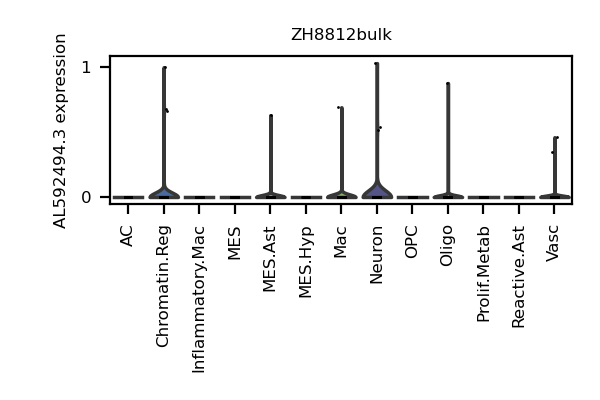 ZH8812bulk
AL592494.3 expression
1
0
AC
Chromatin.Reg
Inflammatory.Mac
MES
MES.Ast
MES.Hyp
Mac
Neuron
OPC
Oligo
Prolif.Metab
Reactive.Ast
Vasc